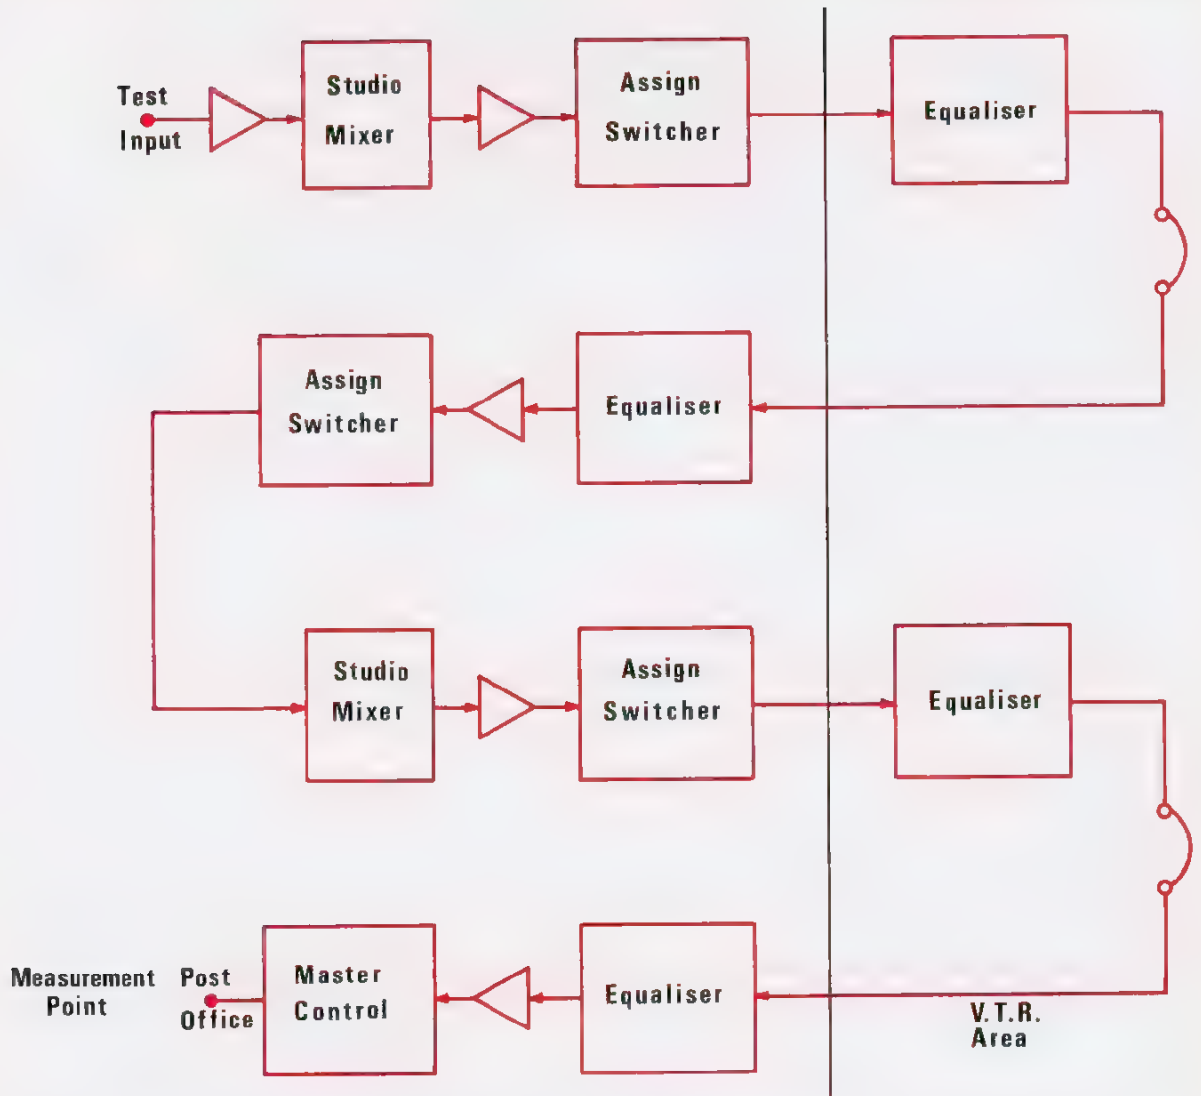 Test
Input
Studio
Mixer
Assign
Switcher
Equaliser
Assign
Switcher
Equaliser
Studio
Mixer
Assign
Switcher
Equaliser
Measurement
Point
Post
Office
Master
Control
Equaliser
V.T.R.
Area